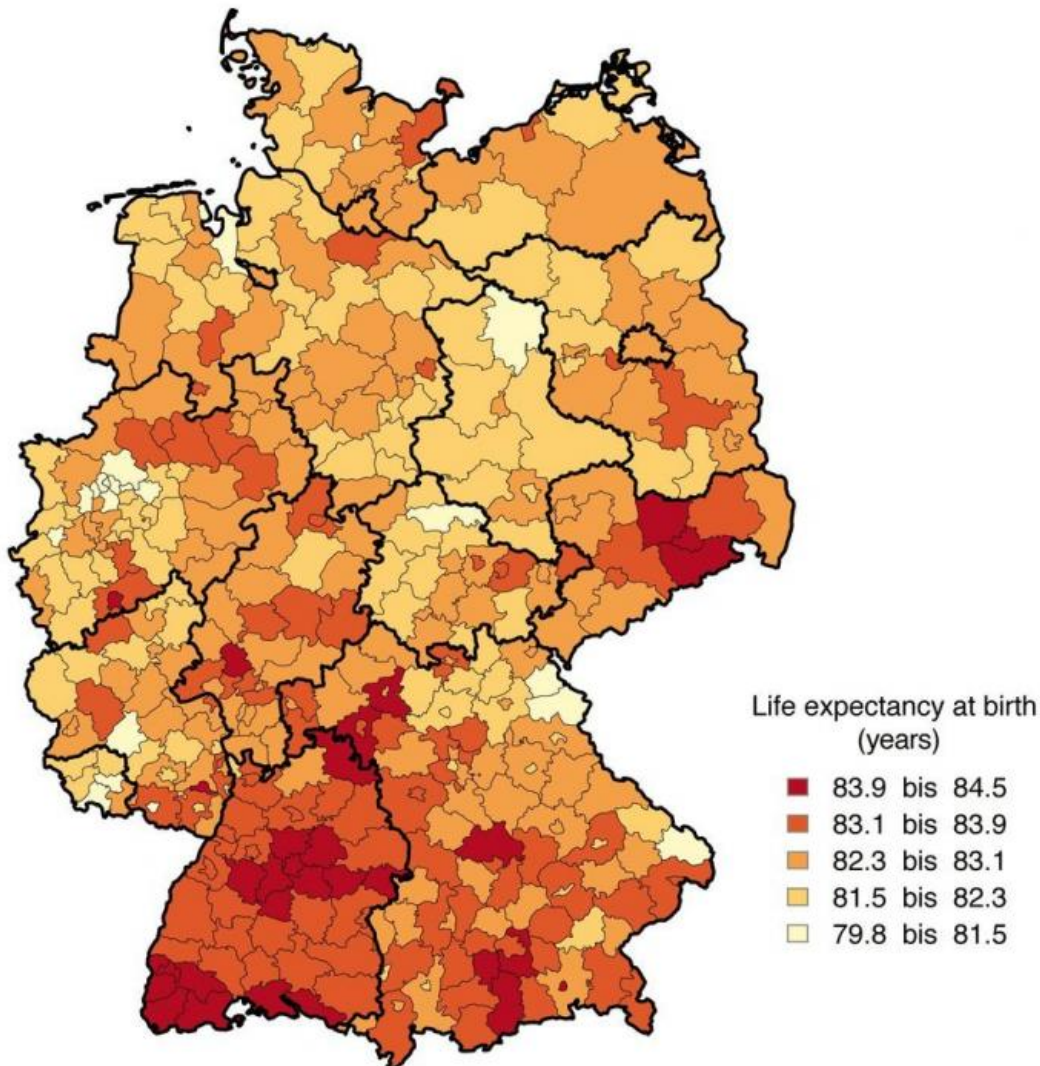 Life expectancy at birth
(years)
83.9 bis 84.5
83.1 bis 83.9
82.3 bis 83.1
81.5 bis 82.3
79.8 bis 81.5